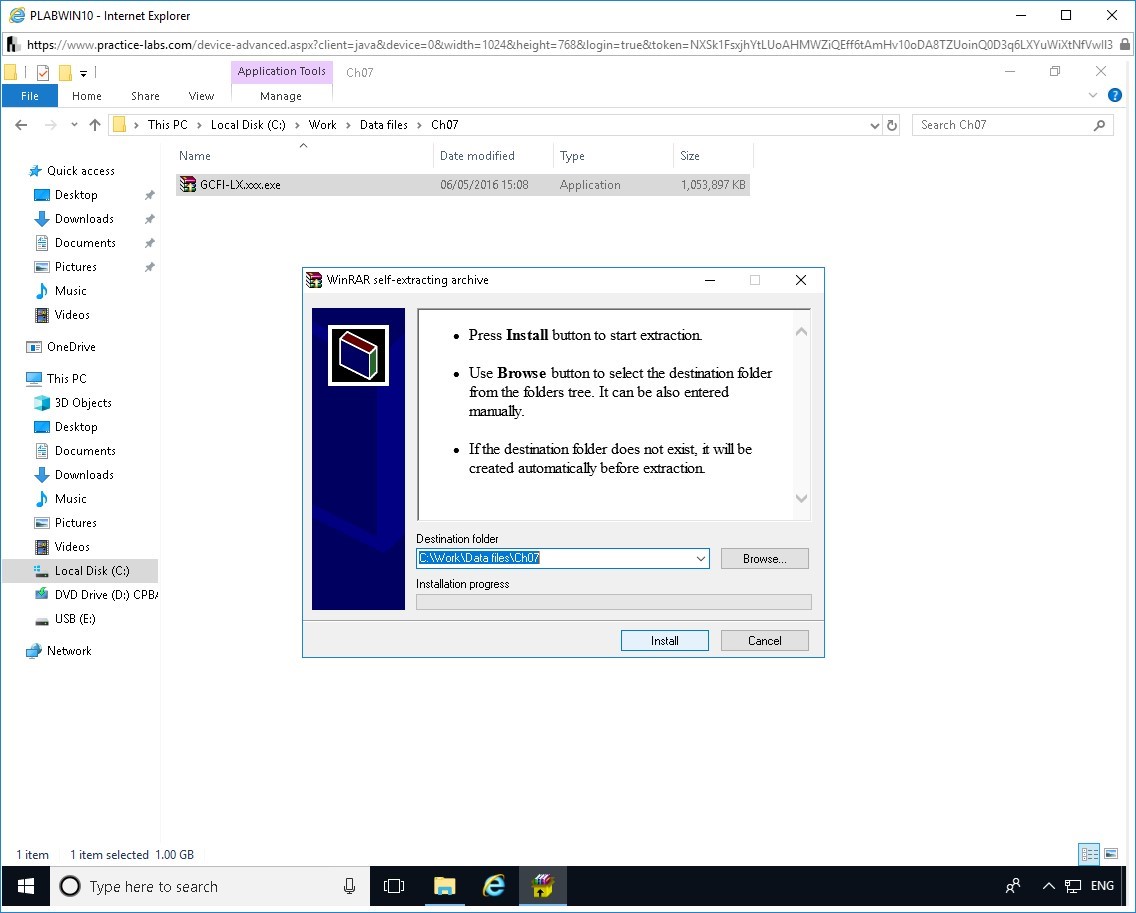 PLABWIN10 - Internet Explorer
https://www.practice-labs.com/device-advanced.aspx?client=java&device=0&width=1024&height=768&login=true&token=NXSk1FsxjhYtLUoAHMWZiQEff6tAmHv10oDA8TZUoinQ0D3q6LXYuWiXtNfVwII3
Application Tools
Ch07
File
Home
Share
View
Manage
This PC
Local Disk (C:)
Work
Data files
Ch07
Search Ch07
Name
Date modified
Type
Size
GCFI-LX.xxx.exe
06/05/2016 15:08
Application
1,053,897 KB
Quick access
Desktop
Downloads
Documents
Pictures
Music
Videos
OneDrive
This PC
3D Objects
Desktop
Documents
Downloads
Music
Pictures
Videos
Local Disk (C:)
DVD Drive (D:) CPBA
USB (E:)
Network
WinRAR self-extracting archive
• Press Install button to start extraction.
• Use Browse button to select the destination folder
from the folders tree. It can be also entered
manually.
• If the destination folder does not exist, it will be
created automatically before extraction.
Destination folder
C:\Work\Data files\Ch07
Browse...
Installation progress
Install
Cancel
1 item
1 item selected 1.00 GB
Type here to search
ENG